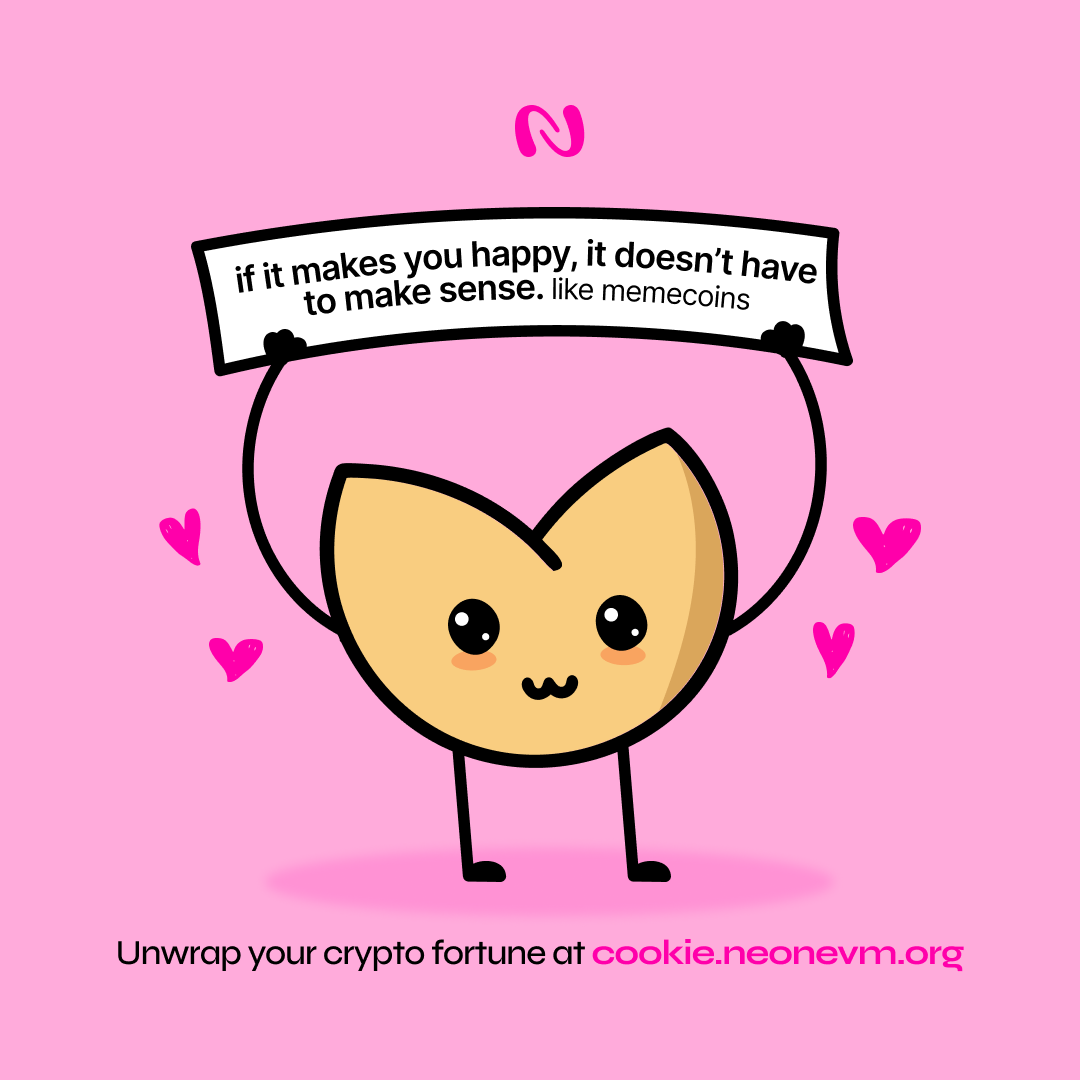 if it makes you happy, it doesn’t have
to make sense. like memecoins
Unwrap your crypto fortune at cookie.neonevm.org